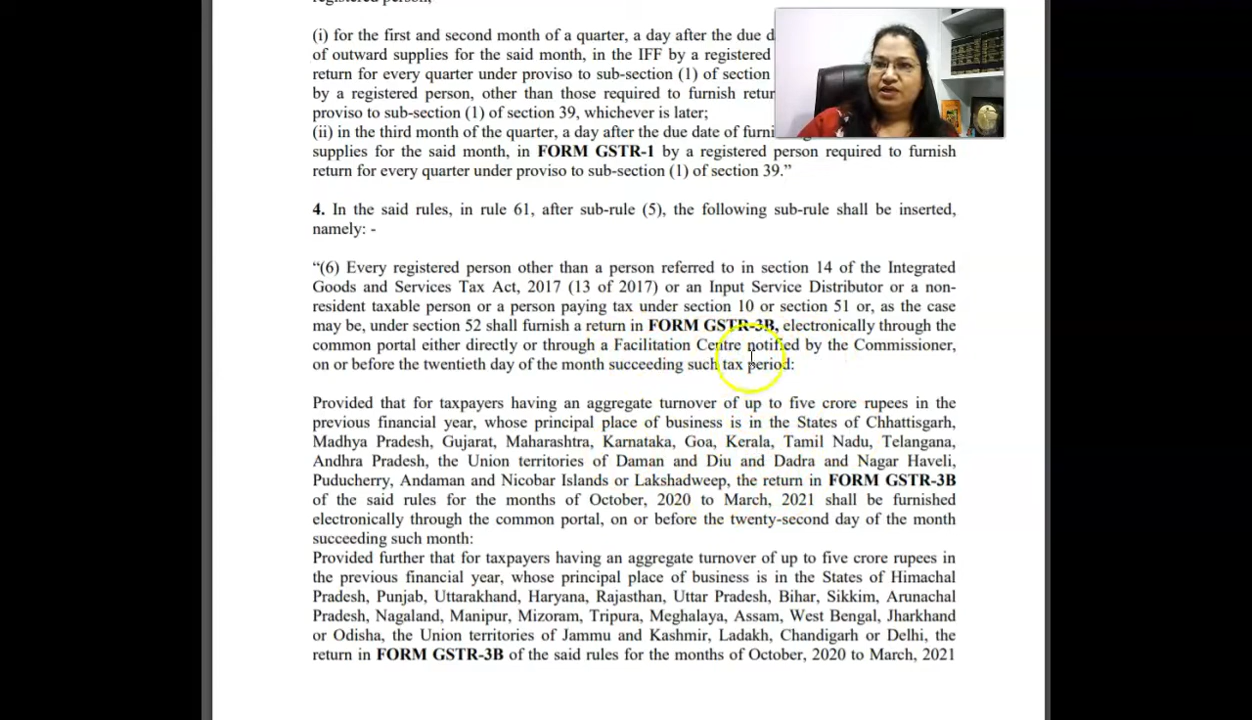 registered person,
(i) for the first and second month of a quarter, a day after the due d
of outward supplies for the said month, in the IFF by a registered
return for every quarter under proviso to sub-section (1) of section
by a registered person, other than those required to furnish retur
proviso to sub-section (1) of section 39, whichever is later;
(ii) in the third month of the quarter, a day after the due date of furni
supplies for the said month, in FORM GSTR-1 by a registered person required to furnish
return for every quarter under proviso to sub-section (1) of section 39.”
4. In the said rules, in rule 61, after sub-rule (5), the following sub-rule shall be inserted,
namely: -
“(6) Every registered person other than a person referred to in section 14 of the Integrated
Goods and Services Tax Act, 2017 (13 of 2017) or an Input Service Distributor or a non-
resident taxable person or a person paying tax under section 10 or section 51 or, as the case
may be, under section 52 shall furnish a return in FORM GSTR-3B, electronically through the
common portal either directly or through a Facilitation Centre notified by the Commissioner,
on or before the twentieth day of the month succeeding such tax period:
Provided that for taxpayers having an aggregate turnover of up to five crore rupees in the
previous financial year, whose principal place of business is in the States of Chhattisgarh,
Madhya Pradesh, Gujarat, Maharashtra, Karnataka, Goa, Kerala, Tamil Nadu, Telangana,
Andhra Pradesh, the Union territories of Daman and Diu and Dadra and Nagar Haveli,
Puducherry, Andaman and Nicobar Islands or Lakshadweep, the return in FORM GSTR-3B
of the said rules for the months of October, 2020 to March, 2021 shall be furnished
electronically through the common portal, on or before the twenty-second day of the month
succeeding such month:
Provided further that for taxpayers having an aggregate turnover of up to five crore rupees in
the previous financial year, whose principal place of business is in the States of Himachal
Pradesh, Punjab, Uttarakhand, Haryana, Rajasthan, Uttar Pradesh, Bihar, Sikkim, Arunachal
Pradesh, Nagaland, Manipur, Mizoram, Tripura, Meghalaya, Assam, West Bengal, Jharkhand
or Odisha, the Union territories of Jammu and Kashmir, Ladakh, Chandigarh or Delhi, the
return in FORM GSTR-3B of the said rules for the months of October, 2020 to March, 2021